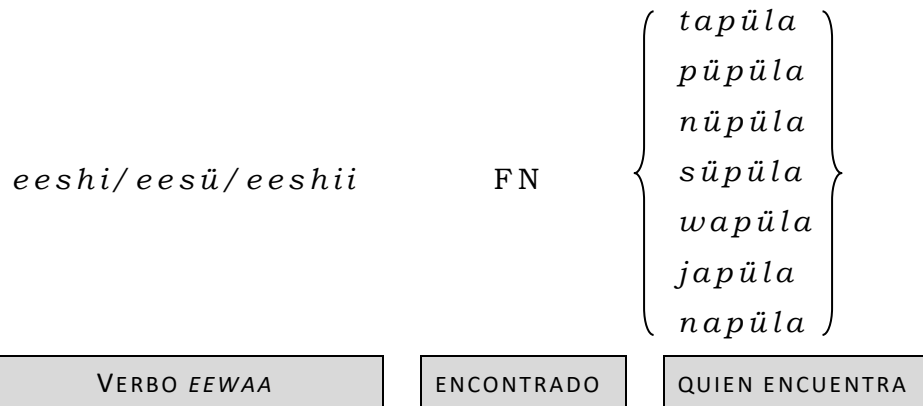 tapüla
püpüla
nüpüla
eeshi/eesü/eeshii FN süpüla
wapüla
japüla
napüla
VERBO EEWAA ENCONTRADO QUIEN ENCUENTRA